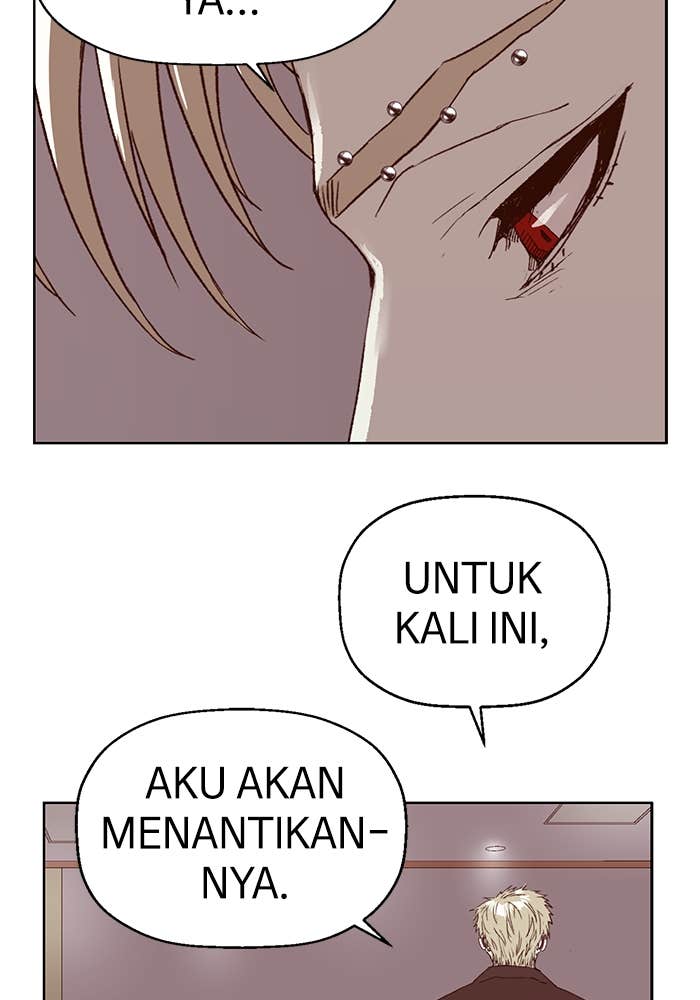 YA...
UNTUK
KALI INI,
AKU AKAN
MENANTIKAN-
NYA.